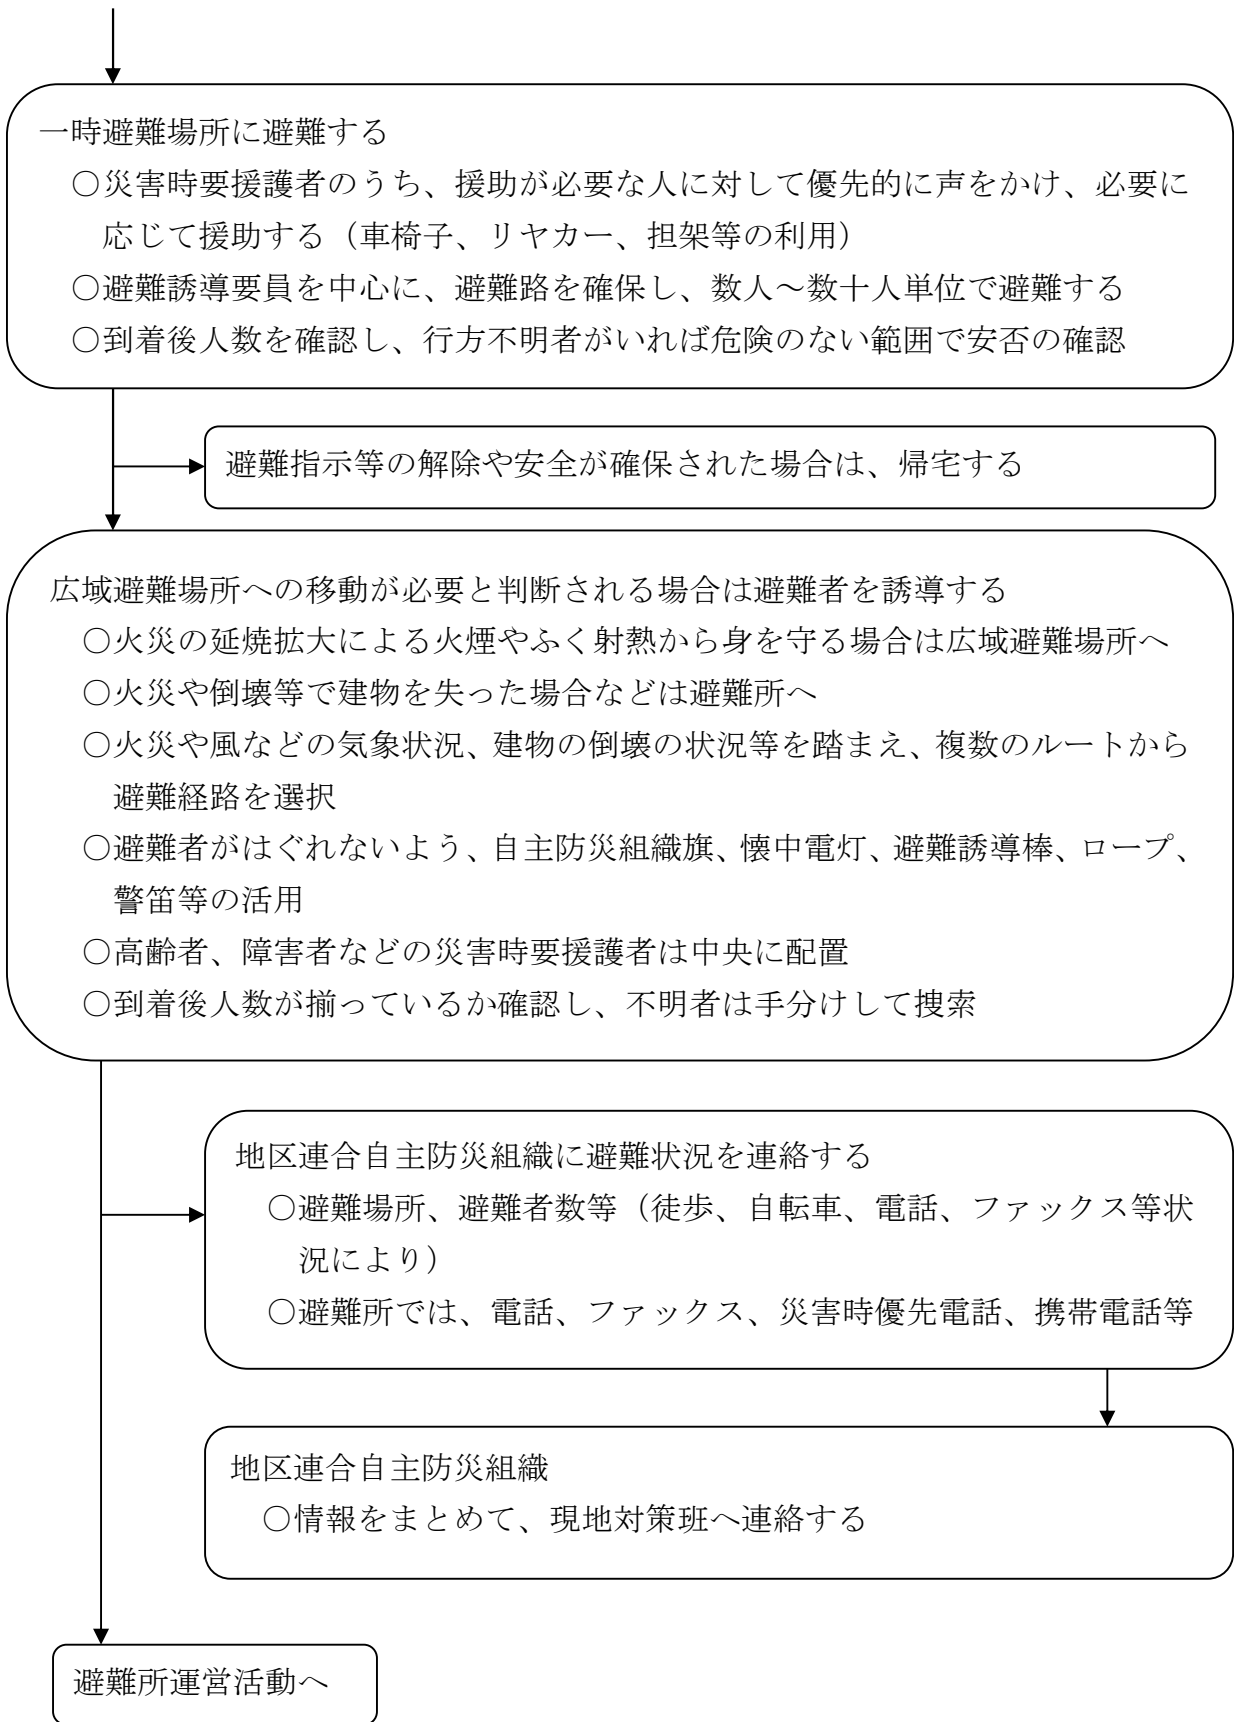 一時避難場所に避難する
○災害時要援護者のうち、援助が必要な人に対して優先的に声をかけ、必要に
応じて援助する（車椅子、リヤカー、担架等の利用）
○避難誘導要員を中心に、避難路を確保し、数人～数十人単位で避難する
○到着後人数を確認し、行方不明者がいれば危険のない範囲で安否の確認
避難指示等の解除や安全が確保された場合は、帰宅する
広域避難場所への移動が必要と判断される場合は避難者を誘導する
○火災の延焼拡大による火煙やふく射熱から身を守る場合は広域避難場所へ
○火災や倒壊等で建物を失った場合などは避難所へ
○火災や風などの気象状況、建物の倒壊の状況等を踏まえ、複数のルートから
避難経路を選択
○避難者がはぐれないよう、自主防災組織旗、懐中電灯、避難誘導棒、ロープ、
警笛等の活用
○高齢者、障害者などの災害時要援護者は中央に配置
○到着後人数が揃っているか確認し、不明者は手分けして捜索
地区連合自主防災組織に避難状況を連絡する
○避難場所、避難者数等（徒歩、自転車、電話、ファックス等状
況により）
○避難所では、電話、ファックス、災害時優先電話、携帯電話等
地区連合自主防災組織
○情報をまとめて、現地対策班へ連絡する
避難所運営活動へ